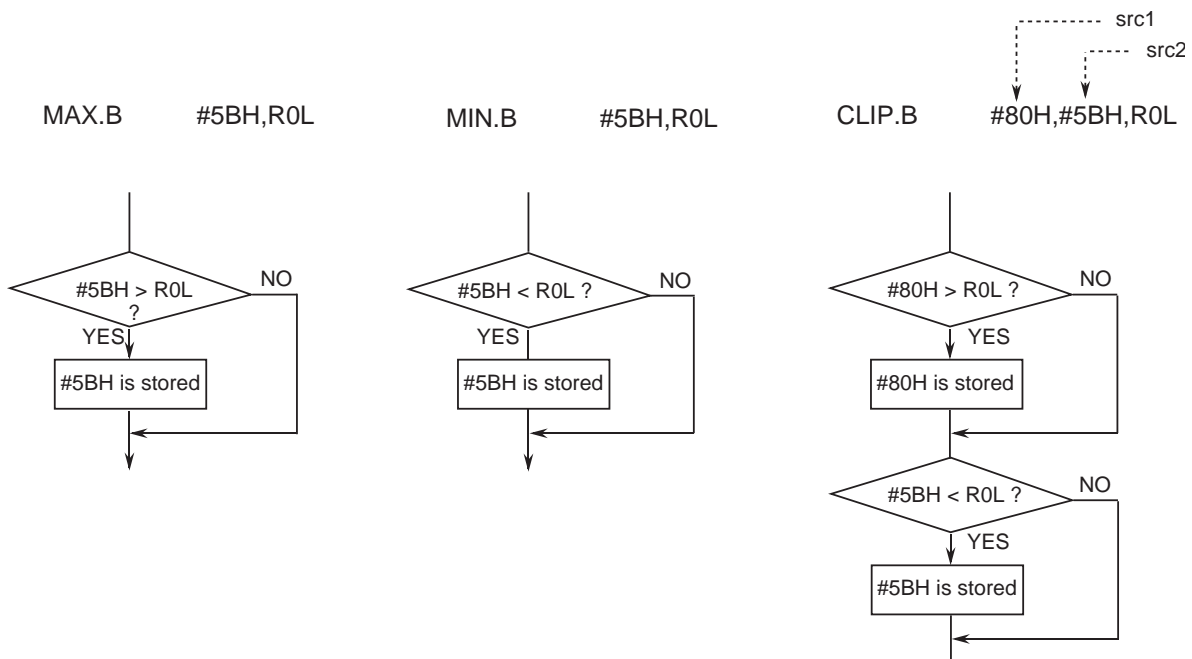 src1
src2
MAX.B #5BH,R0L
MIN.B #5BH,R0L
CLIP.B #80H,#5BH,R0L
#5BH > R0L
?
NO
YES
#5BH is stored
#5BH < R0L ?
NO
YES
#5BH is stored
#80H > R0L ?
NO
YES
#80H is stored
#5BH < R0L ?
NO
YES
#5BH is stored